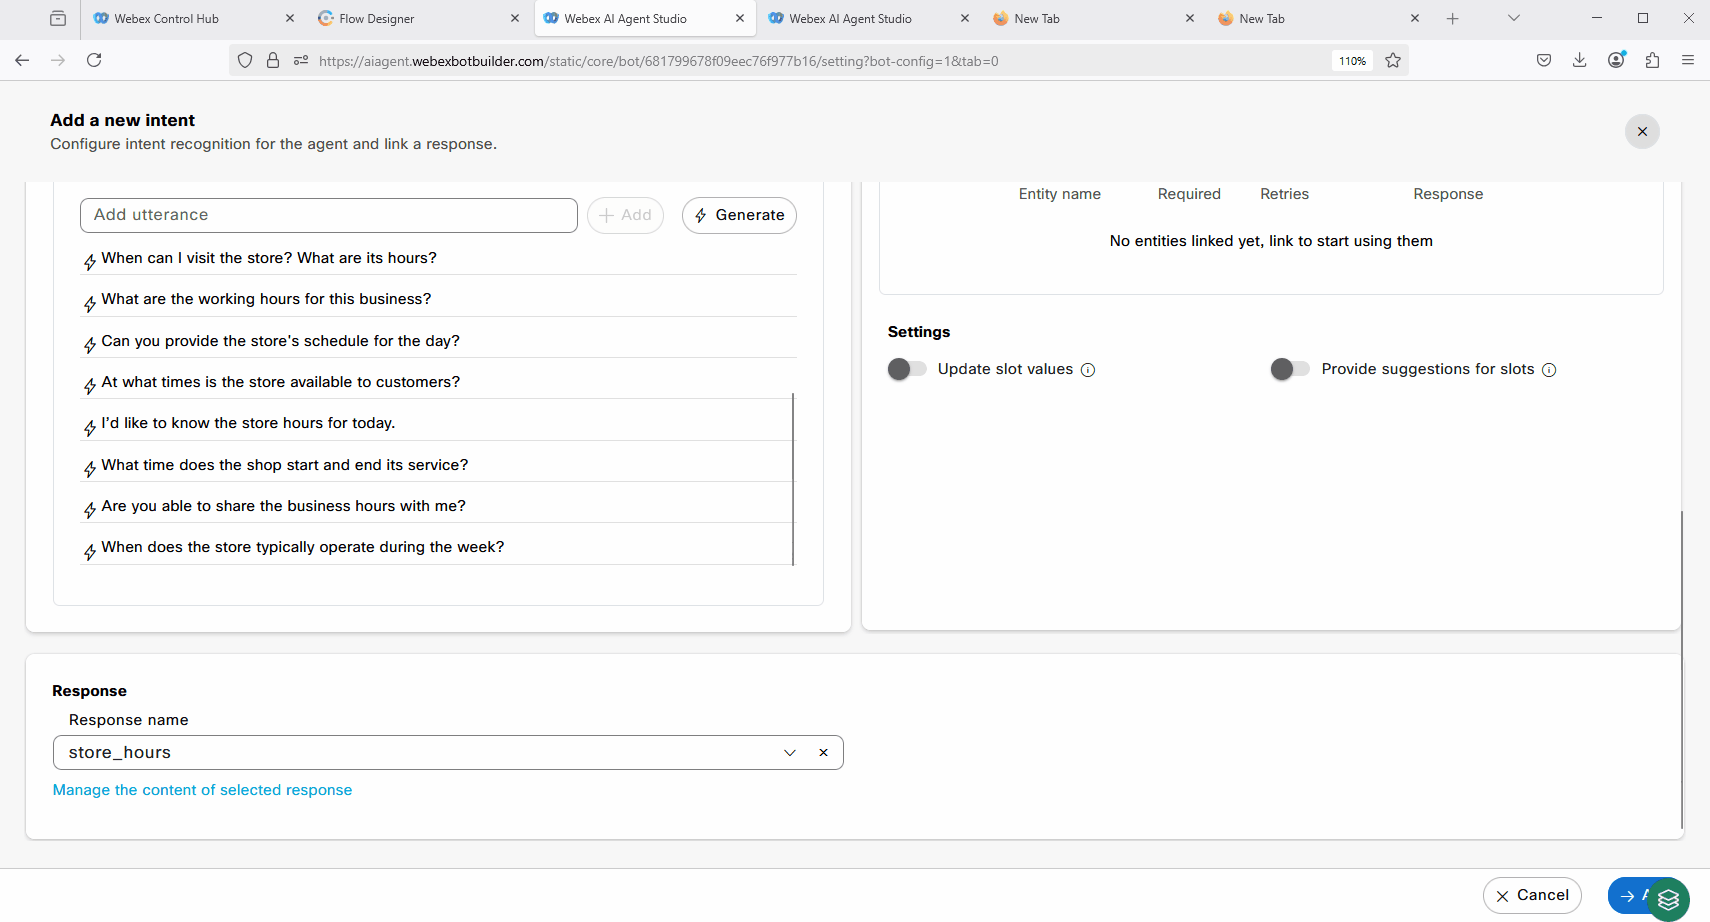 Webex Control Hub
Flow Designer
Webex AI Agent Studio
Webex AI Agent Studio
New Tab
New Tab
https://aiagent.webexbotbuilder.com/static/core/bot/681799678f09eec76f977b16/setting?bot-config=1&tab=0
110%
Add a new intent
Configure intent recognition for the agent and link a response.
Add utterance
Add
Generate
When can I visit the store? What are its hours?
What are the working hours for this business?
Can you provide the store's schedule for the day?
At what times is the store available to customers?
I’d like to know the store hours for today.
What time does the shop start and end its service?
Are you able to share the business hours with me?
When does the store typically operate during the week?
Entity name Required Retries Response
No entities linked yet, link to start using them
Settings
Update slot values
Provide suggestions for slots
Response
Response name
store_hours
Manage the content of selected response
Cancel